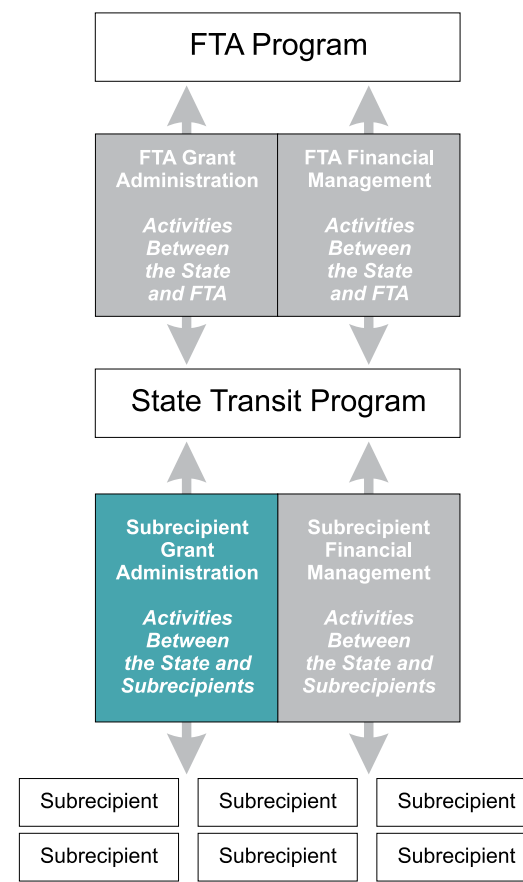 FTA Program
FTA Grant
Administration
Activities
Between
the State
and FTA
FTA Financial
Management
Activities
Between
the State
and FTA
State Transit Program
Subrecipient
Grant
Administration
Activities
Between
the State and
Subrecipients
Subrecipient
Financial
Management
Activities
Between
the State and
Subrecipients
Subrecipient
Subrecipient
Subrecipient
Subrecipient
Subrecipient
Subrecipient